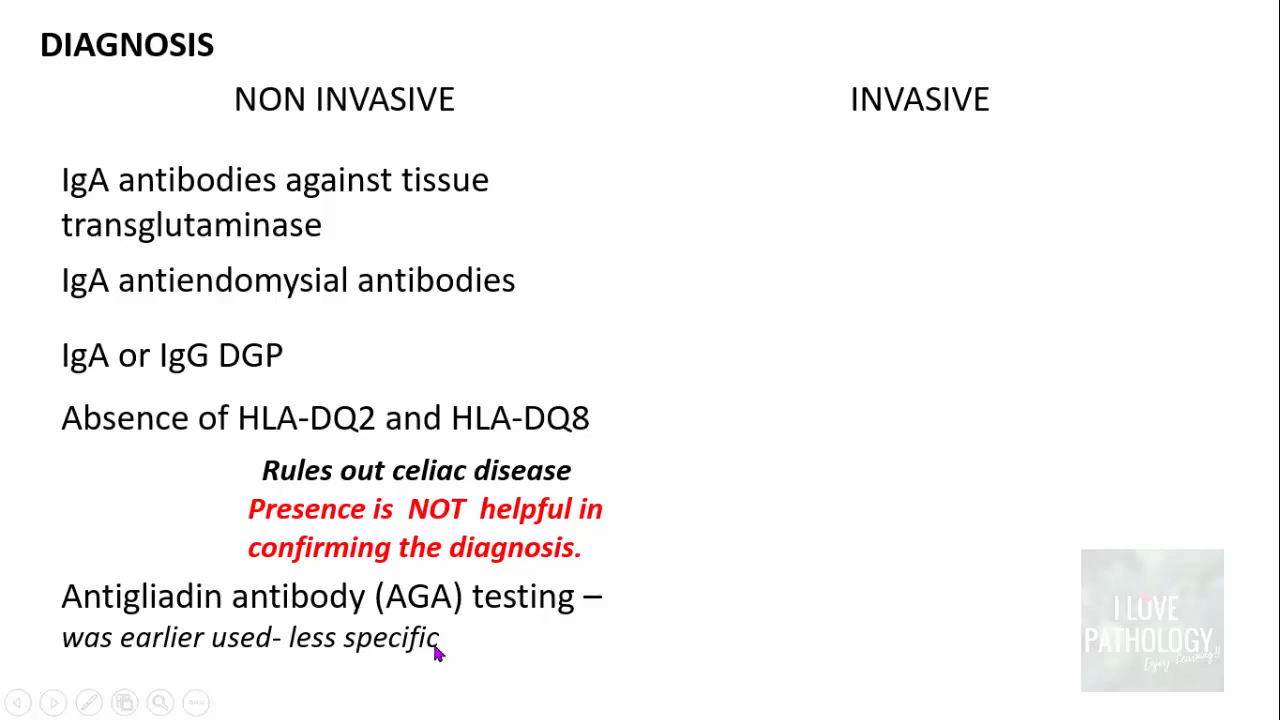 DIAGNOSIS
NON INVASIVE
INVASIVE
IgA antibodies against tissue
transglutaminase
IgA antiendomysial antibodies
IgA or IgG DGP
Absence of HLA-DQ2 and HLA-DQ8
Rules out celiac disease
Presence is NOT helpful in
confirming the diagnosis.
Antigliadin antibody (AGA) testing –
was earlier used- less specific
I LOVE
PATHOLOGY
Enjoy Learning!!